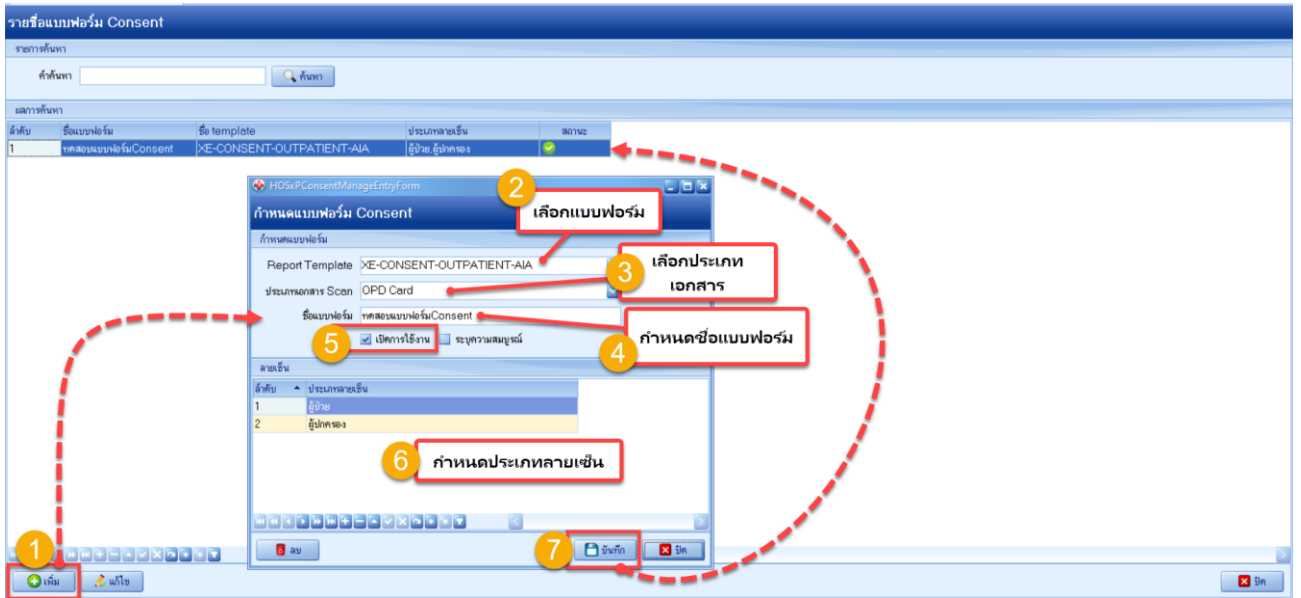 รายชื่อแบบฟอร์ม Consent
รายการค้นหา
คำค้นหา
ค้นหา
ผลการค้นหา
ลำดับ ชื่อแบบฟอร์ม ชื่อ template ประเภทลายเซ็น สถานะ
1 ทดสอบแบบฟอร์มConsent XE-CONSENT-OUTPATIENT-AIA ผู้ป่วย,ผู้ปกครอง
HOSxPConsentManageEntryForm
2
เลือกแบบฟอร์ม
กำหนดแบบฟอร์ม Consent
กำหนดแบบฟอร์ม
Report Template XE-CONSENT-OUTPATIENT-AIA
3
เลือกประเภท
เอกสาร
ประเภทเอกสาร Scan OPD Card
ชื่อแบบฟอร์ม ทดสอบแบบฟอร์มConsent
4
กำหนดชื่อแบบฟอร์ม
5
เปิดการใช้งาน ระบุความสมบูรณ์
ลายเซ็น
ลำดับ ประเภทลายเซ็น
1 ผู้ป่วย
2 ผู้ปกครอง
6
กำหนดประเภทลายเซ็น
ลบ
7
บันทึก
ปิด
1
เพิ่ม
แก้ไข
ปิด